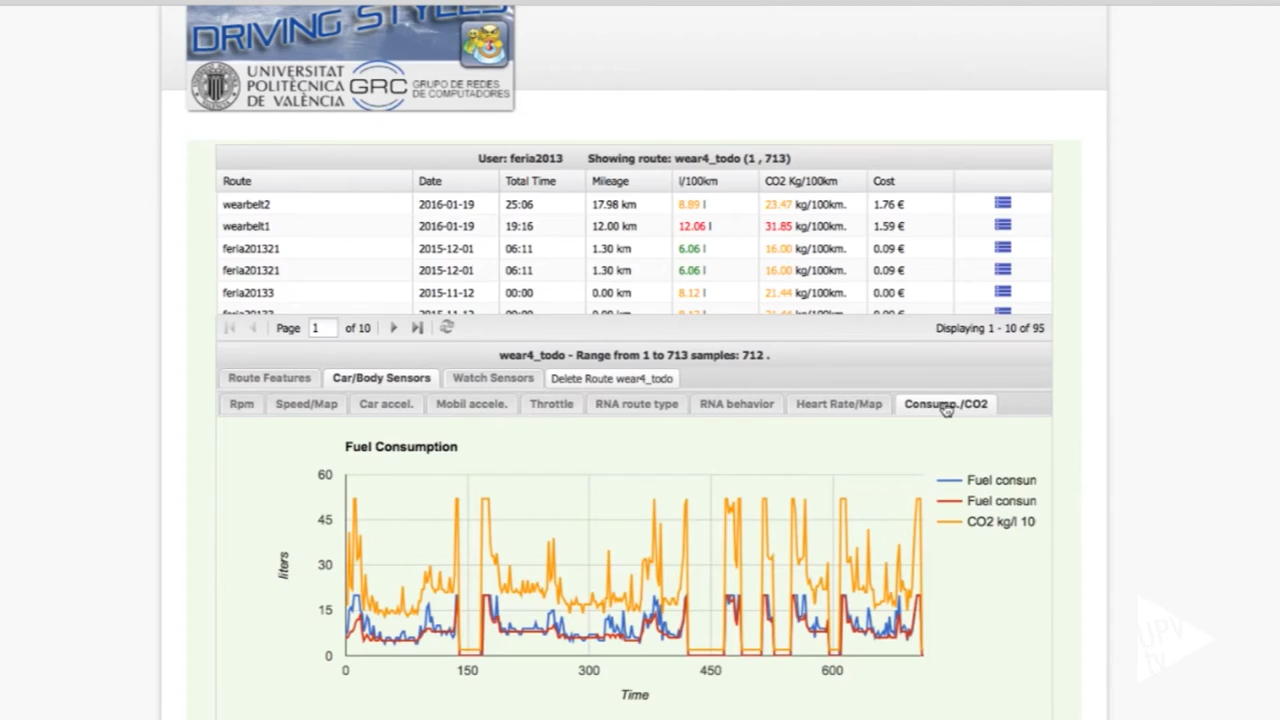 DRIVING STYLES
UNIVERSITAT
POLITÈCNICA
DE VALÈNCIA
GRC
GRUPO DE REDES
DE COMPUTADORES
User: feria2013 Showing route: wear4_todo (1 , 713)
Route Date Total Time Mileage l/100km CO2 Kg/100km Cost
wearbelt2 2016-01-19 25:06 17.98 km 8.89 l 23.47 kg/100km. 1.76 €
wearbelt1 2016-01-19 19:16 12.00 km 12.06 l 31.85 kg/100km. 1.59 €
feria201321 2015-12-01 06:11 1.30 km 6.06 l 16.00 kg/100km. 0.09 €
feria201321 2015-12-01 06:11 1.30 km 6.06 l 16.00 kg/100km. 0.09 €
feria20133 2015-11-12 00:00 0.00 km 8.12 l 21.44 kg/100km. 0.00 €
Page 1 of 10 Displaying 1 - 10 of 95
wear4_todo - Range from 1 to 713 samples: 712 .
Route Features Car/Body Sensors Watch Sensors Delete Route wear4_todo
Rpm Speed/Map Car accel. Mobil accele. Throttle RNA route type RNA behavior Heart Rate/Map Consump./CO2
Fuel Consumption
60
45
30
15
0
liters
0 150 300 450 600
Time
Fuel consun
Fuel consun
CO2 kg/l 10
UPV
TV